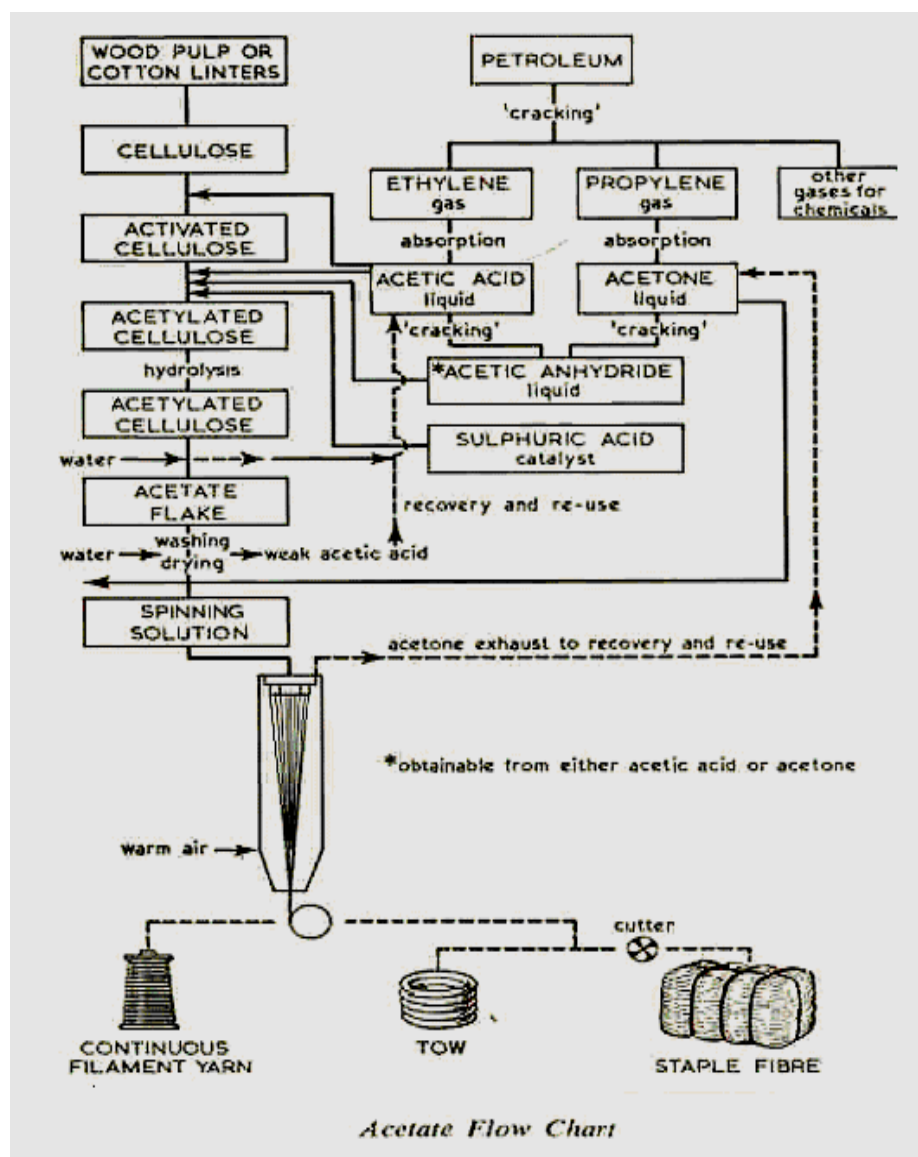 WOOD PULP OR
COTTON LINTERS
PETROLEUM
'cracking'
CELLULOSE
ETHYLENE
gas
PROPYLENE
gas
other
gases for
chemicals
ACTIVATED
CELLULOSE
absorption
absorption
ACETIC ACID
liquid
ACETONE
liquid
ACETYLATED
CELLULOSE
'cracking'
'cracking'
hydrolysis
*ACETIC ANHYDRIDE
liquid
ACETYLATED
CELLULOSE
SULPHURIC ACID
catalyst
water
ACETATE
FLAKE
recovery and re-use
water
washing
drying
weak acetic acid
SPINNING
SOLUTION
acetone exhaust to recovery and re-use
*obtainable from either acetic acid or acetone
warm air
cutter
CONTINUOUS
FILAMENT YARN
TOW
STAPLE FIBRE
Acetate Flow Chart